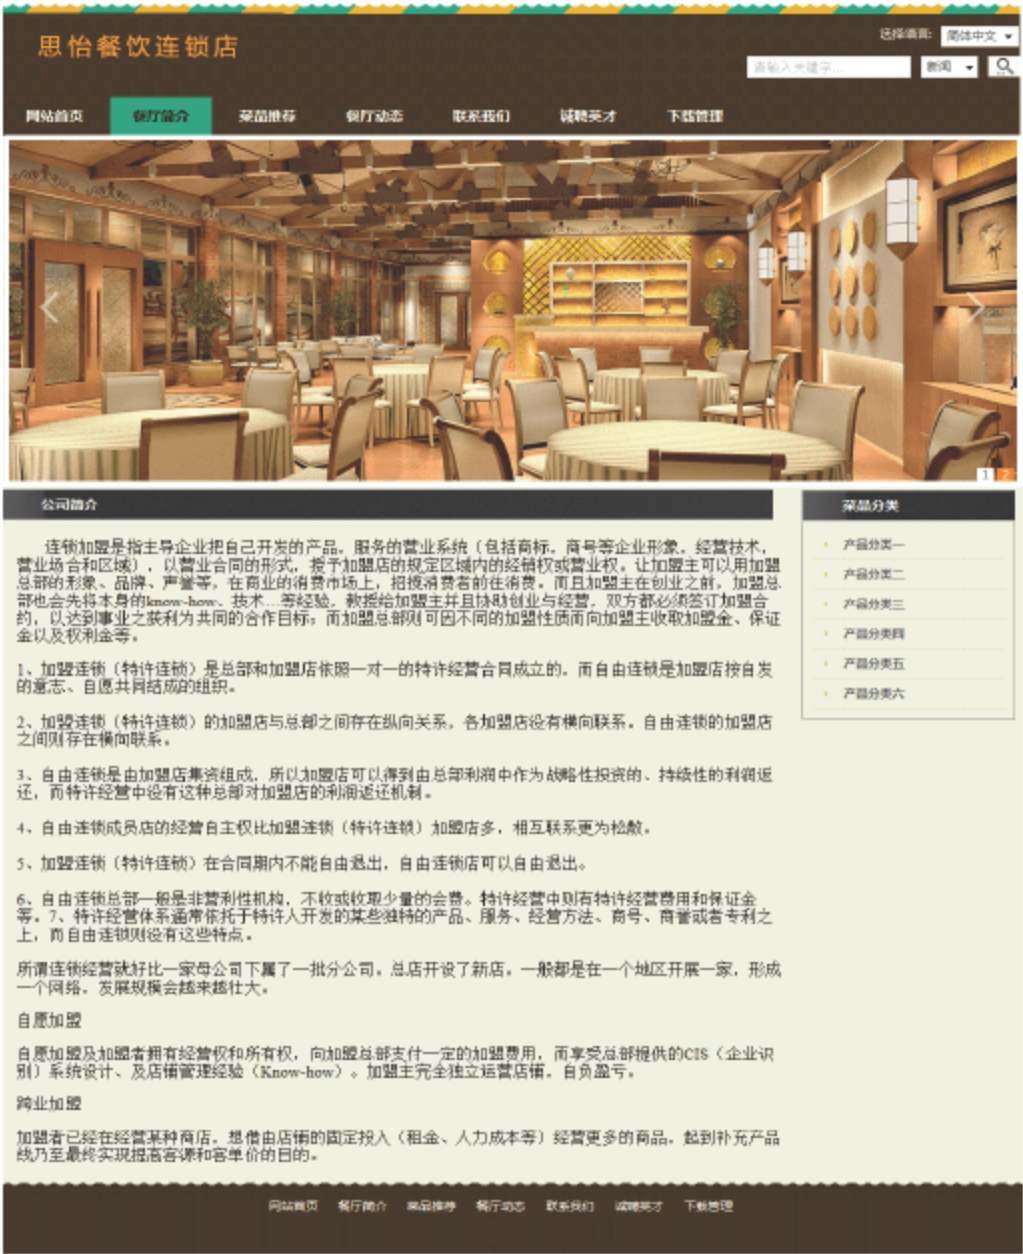 思怡餐饮连锁店
选择语言: 简体中文
请输入关键字... 新闻
网站首页 餐厅简介 菜品推荐 餐厅动态 联系我们 诚聘英才 下载管理
1 2
公司简介
连锁加盟是指主导企业把自己开发的产品。服务的营业系统（包括商标。商号等企业形象。经营技术，
营业场合和区域），以营业合同的形式，授予加盟店的规定区域内的经销权或营业权。让加盟主可以用加盟
总部的形象、品牌、声誉等，在商业的消费市场上，招揽消费者前往消费。而且加盟主在创业之前，加盟总
部也会先将本身的know-how、技术...等经验，教授给加盟主并且协助创业与经营，双方都必须签订加盟合
约，以达到事业之获利为共同的合作目标；而加盟总部则可因不同的加盟性质而向加盟主收取加盟金、保证
金以及权利金等。
1、加盟连锁（特许连锁）是总部和加盟店依照一对一的特许经营合同成立的。而自由连锁是加盟店按自发
的意志、自愿共同结成的组织。
2、加盟连锁（特许连锁）的加盟店与总部之间存在纵向关系，各加盟店没有横向联系。自由连锁的加盟店
之间则存在横向联系。
3、自由连锁是由加盟店集资组成，所以加盟店可以得到由总部利润中作为战略性投资的、持续性的利润返
还，而特许经营中没有这种总部对加盟店的利润返还机制。
4、自由连锁成员店的经营自主权比加盟连锁（特许连锁）加盟店多，相互联系更为松散。
5、加盟连锁（特许连锁）在合同期内不能自由退出，自由连锁店可以自由退出。
6、自由连锁总部一般是非营利性机构，不收或收取少量的会费。特许经营中则有特许经营费用和保证金
等。7、特许经营体系通常依托于特许人开发的某些独特的产品、服务、经营方法、商号、商誉或者专利之
上，而自由连锁则没有这些特点。
所谓连锁经营就好比一家母公司下属了一批分公司。总店开设了新店。一般都是在一个地区开展一家，形成
一个网络。发展规模会越来越壮大。
自愿加盟
自愿加盟及加盟者拥有经营权和所有权，向加盟总部支付一定的加盟费用，而享受总部提供的CIS（企业识
别）系统设计、及店铺管理经验（Know-how）。加盟主完全独立运营店铺。自负盈亏。
跨业加盟
加盟者已经在经营某种商店。想借由店铺的固定投入（租金、人力成本等）经营更多的商品。起到补充产品
线乃至最终实现提高客源和客单价的目的。
菜品分类
产品分类一
产品分类二
产品分类三
产品分类四
产品分类五
产品分类六
网站首页 餐厅简介 菜品推荐 餐厅动态 联系我们 诚聘英才 下载管理